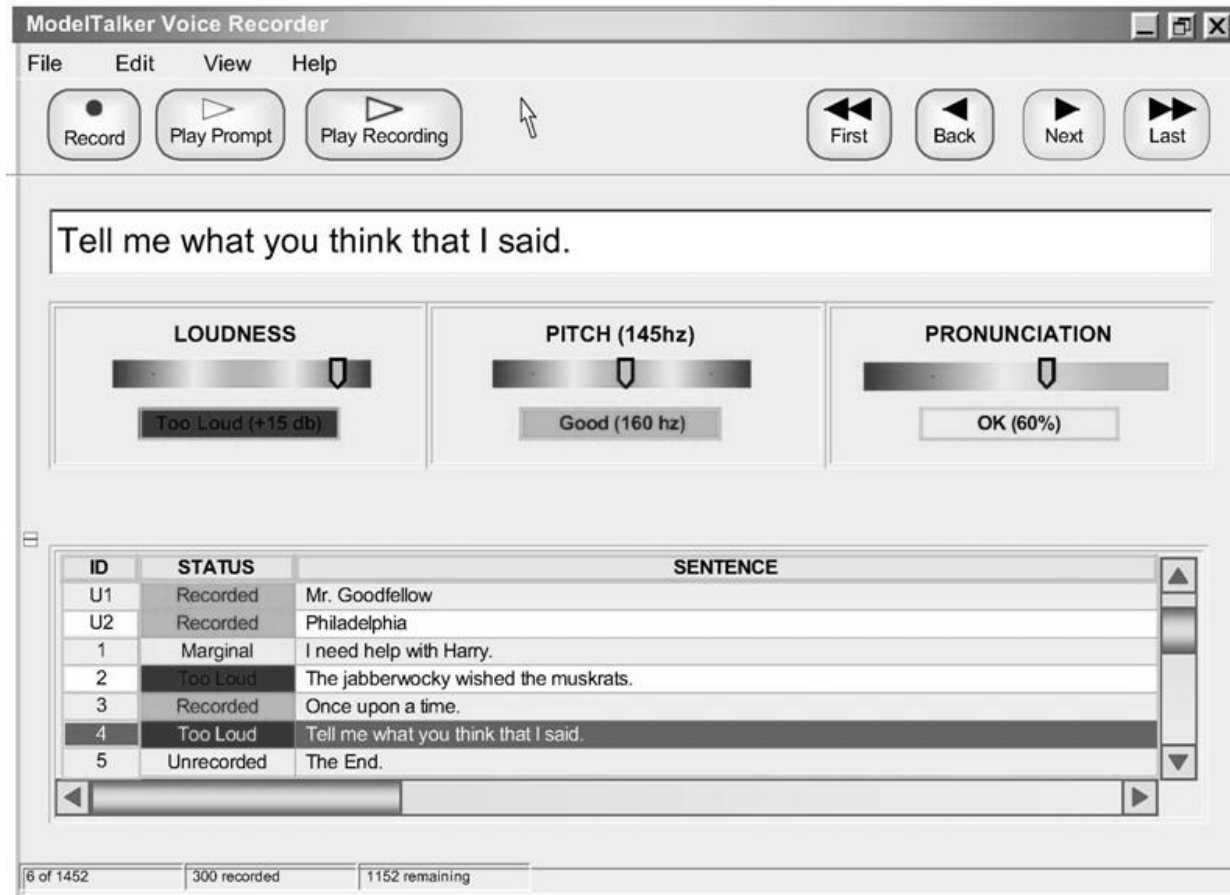 ModelTalker Voice Recorder
File Edit View Help
Record Play Prompt Play Recording First Back Next Last
Tell me what you think that I said.
LOUDNESS PITCH (145hz) PRONUNCIATION
Too Loud (+15 db) Good (160 hz) OK (60%)
ID STATUS SENTENCE
U1 Recorded Mr. Goodfellow
U2 Recorded Philadelphia
1 Marginal I need help with Harry.
2 Too Loud The jabberwocky wished the muskrats.
3 Recorded Once upon a time.
4 Too Loud Tell me what you think that I said.
5 Unrecorded The End.
6 of 1452 300 recorded 1152 remaining